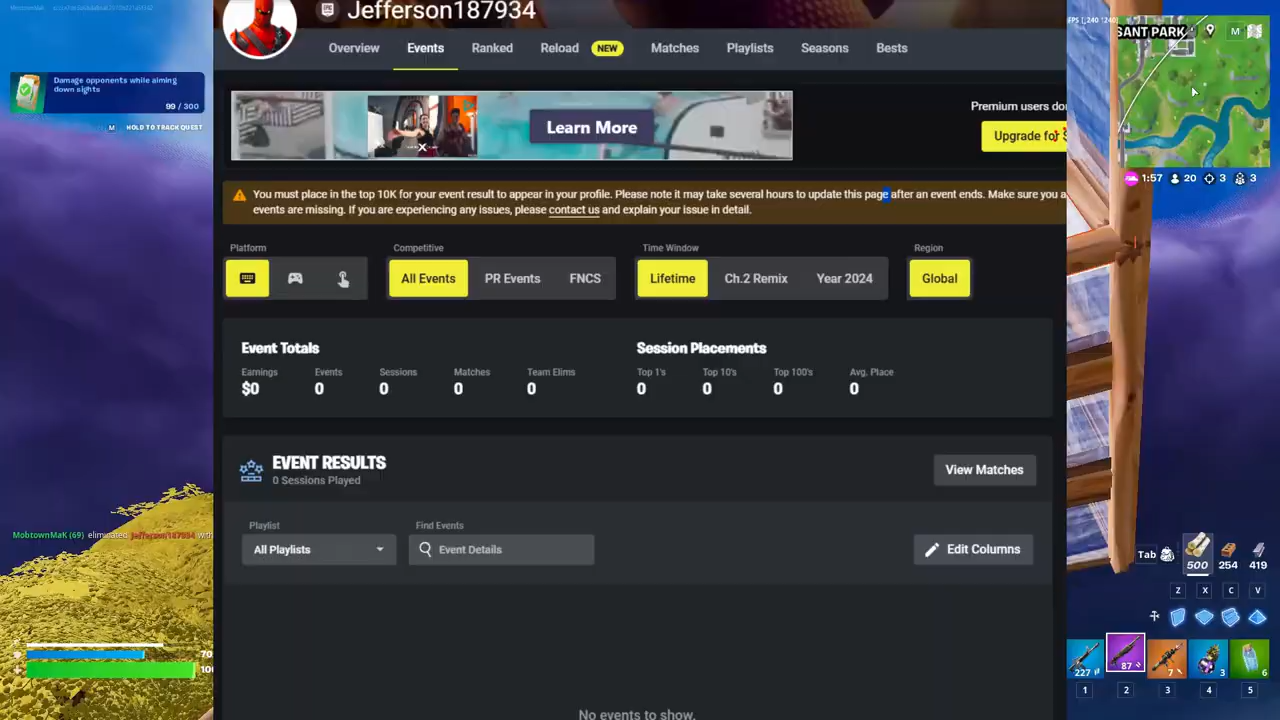 Jefferson187934
Overview Events Ranked Reload NEW Matches Playlists Seasons Bests
FPS [ 240 ↑240]
SANT PARK
M
Damage opponents while aiming
down sights
99 / 300
M HOLD TO TRACK QUEST
Learn More
Premium users do
Upgrade for
1:57 20 3 3
You must place in the top 10K for your event result to appear in your profile. Please note it may take several hours to update this page after an event ends. Make sure you a
events are missing. If you are experiencing any issues, please contact us and explain your issue in detail.
Platform Competitive Time Window Region
All Events PR Events FNCS Lifetime Ch.2 Remix Year 2024 Global
Event Totals Session Placements
Earnings Events Sessions Matches Team Elims Top 1's Top 10's Top 100's Avg. Place
$0 0 0 0 0 0 0 0 0
EVENT RESULTS
0 Sessions Played
View Matches
Playlist Find Events
All Playlists Event Details Edit Columns
MobtownMaK (69) eliminated Jefferson187934 with
Tab 500 254 419
Z X C V
70
100
227 87 7 3 6
1 2 3 4 5
No events to show.